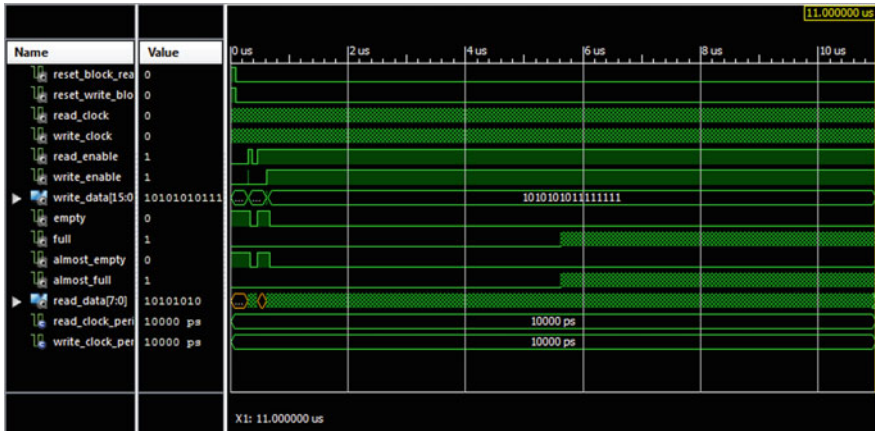 11.000000 us
Name Value
0 us 2 us 4 us 6 us 8 us 10 us
reset_block_rea 0
reset_write_blo 0
read_clock 0
write_clock 0
read_enable 1
write_enable 1
write_data[15:0 10101010111 ... ... 1010101011111111
empty 0
full 1
almost_empty 0
almost_full 1
read_data[7:0] 10101010 ...
read_clock_peri 10000 ps 10000 ps
write_clock_per 10000 ps 10000 ps
X1: 11.000000 us